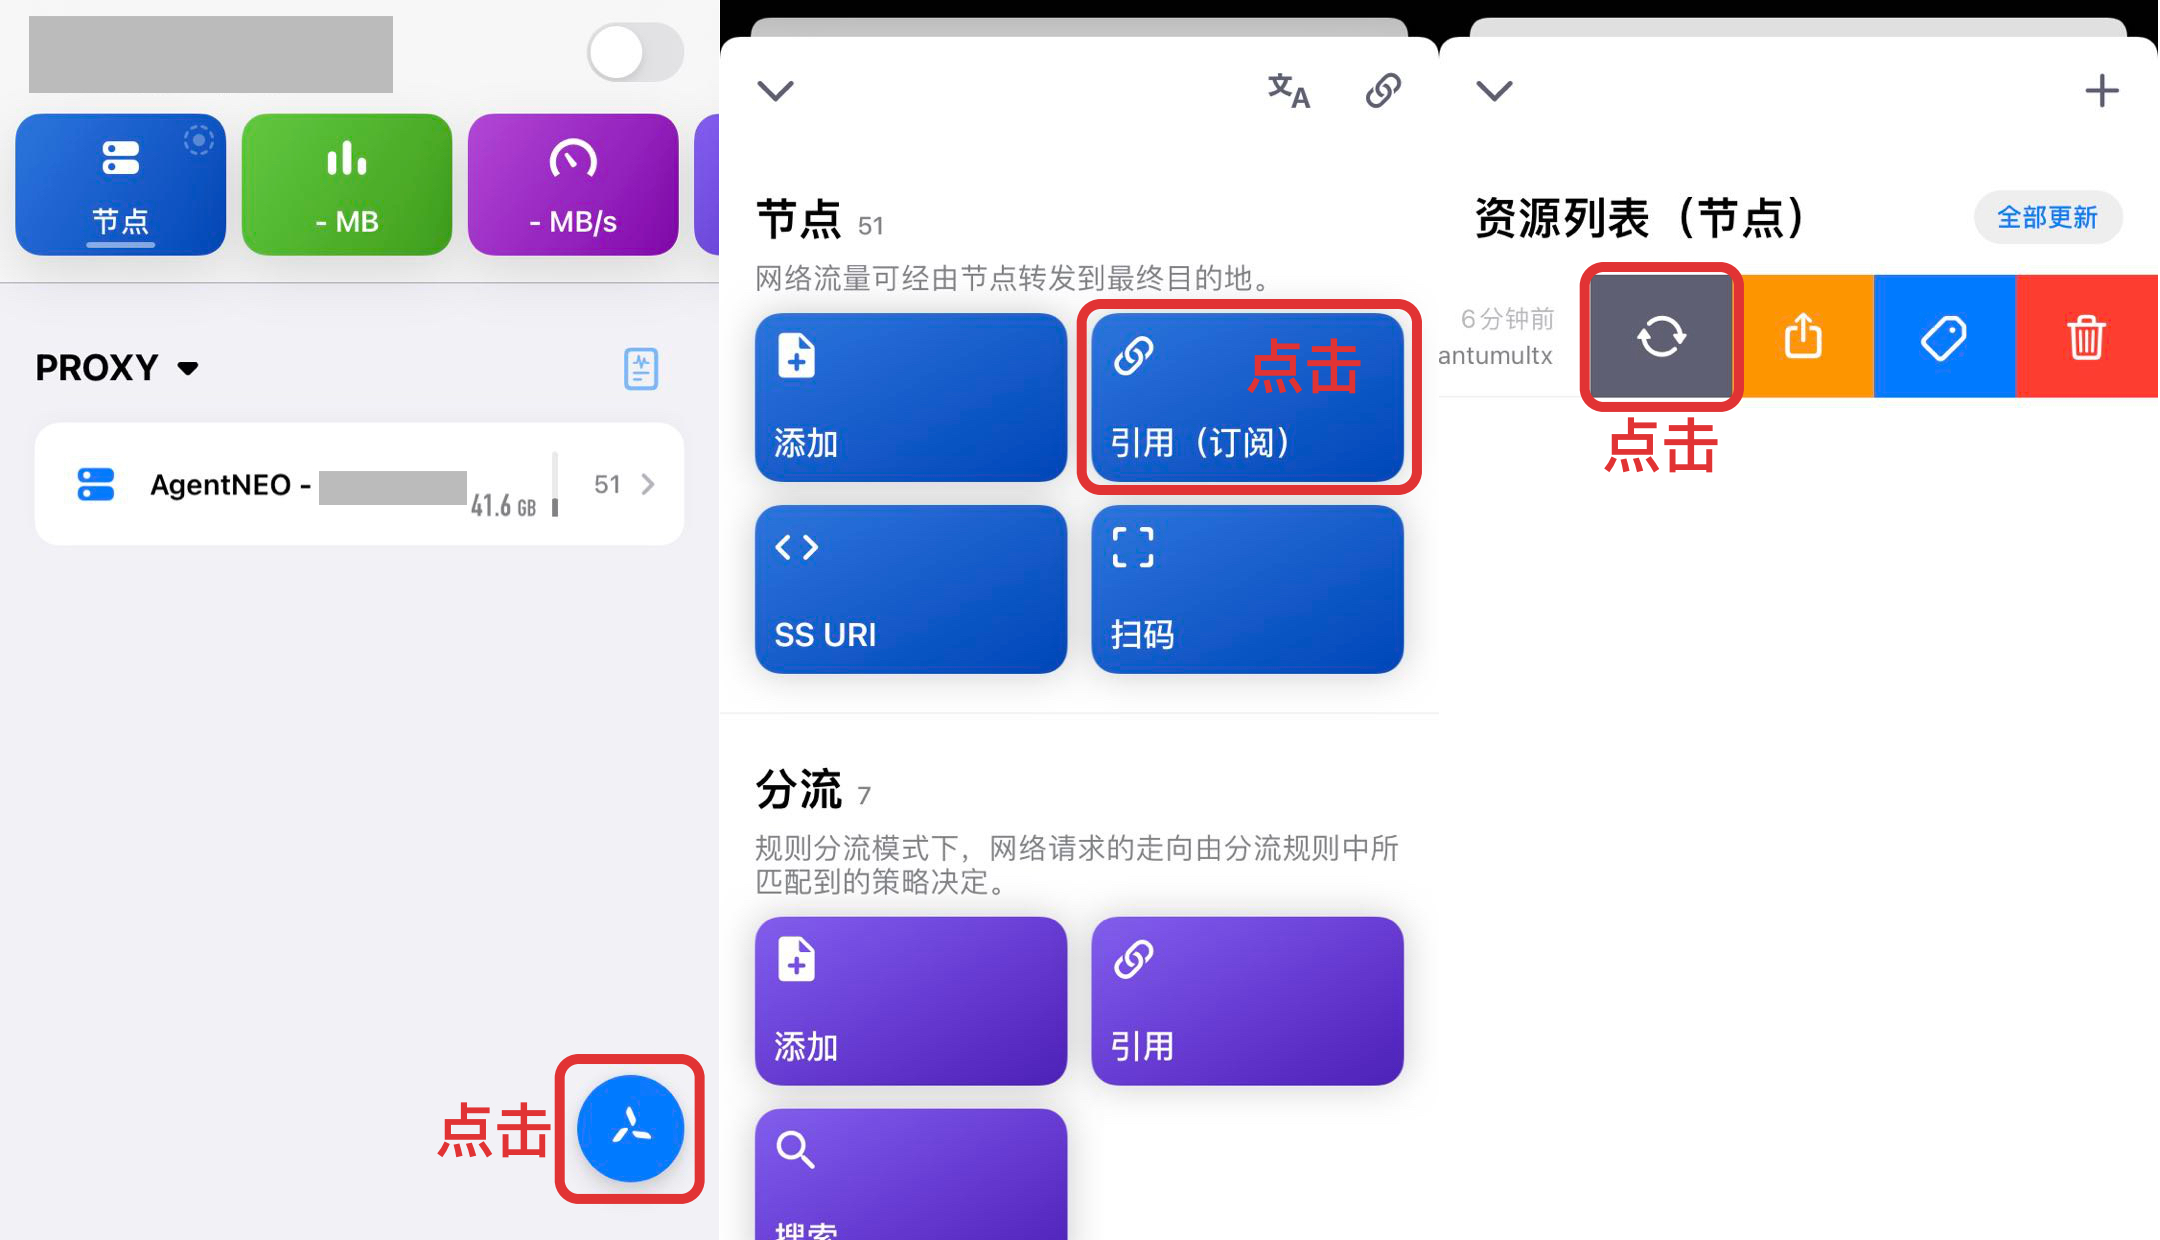 节点
- MB
- MB/s
PROXY
AgentNEO -
41.6 GB
51
点击
节点 51
网络流量可经由节点转发到最终目的地。
添加
引用（订阅）
点击
SS URI
扫码
分流 7
规则分流模式下，网络请求的走向由分流规则中所
匹配到的策略决定。
添加
引用
搜索
资源列表（节点）
全部更新
6分钟前
antumultx
点击